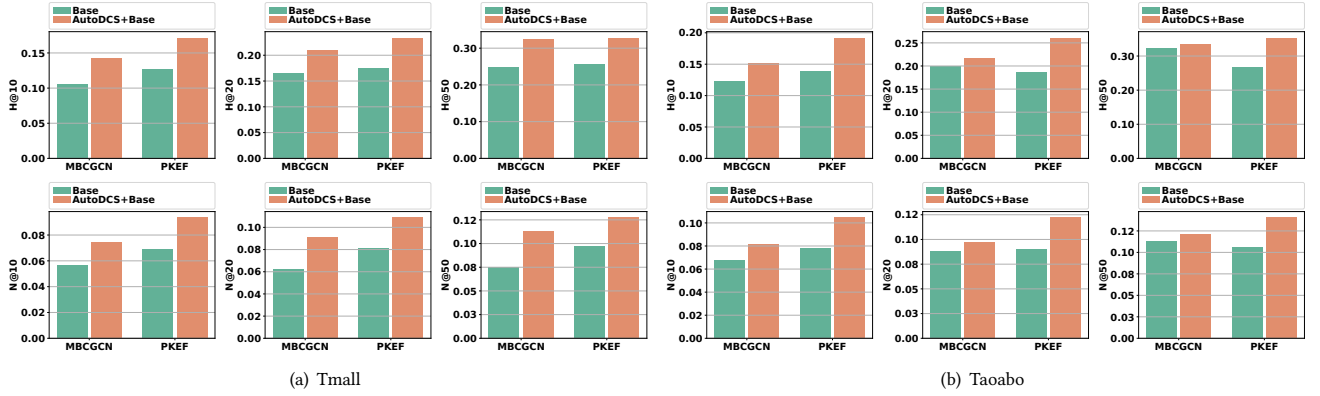 Base
AutoDCS+Base
H@10
0.15
0.10
0.05
0.00
MBCGCN PKEF
Base
AutoDCS+Base
H@20
0.20
0.15
0.10
0.05
0.00
MBCGCN PKEF
Base
AutoDCS+Base
H@50
0.30
0.20
0.10
0.00
MBCGCN PKEF
Base
AutoDCS+Base
H@10
0.20
0.15
0.10
0.05
0.00
MBCGCN PKEF
Base
AutoDCS+Base
H@20
0.25
0.20
0.15
0.10
0.05
0.00
MBCGCN PKEF
Base
AutoDCS+Base
H@50
0.30
0.20
0.10
0.00
MBCGCN PKEF
Base
AutoDCS+Base
N@10
0.08
0.06
0.04
0.02
0.00
MBCGCN PKEF
Base
AutoDCS+Base
N@20
0.10
0.08
0.06
0.04
0.02
0.00
MBCGCN PKEF
Base
AutoDCS+Base
N@50
0.12
0.10
0.08
0.05
0.03
0.00
MBCGCN PKEF
Base
AutoDCS+Base
N@10
0.10
0.08
0.06
0.04
0.02
0.00
MBCGCN PKEF
Base
AutoDCS+Base
N@20
0.12
0.10
0.08
0.05
0.03
0.00
MBCGCN PKEF
Base
AutoDCS+Base
N@50
0.12
0.10
0.08
0.05
0.03
0.00
MBCGCN PKEF
(a) Tmall
(b) Taoabo